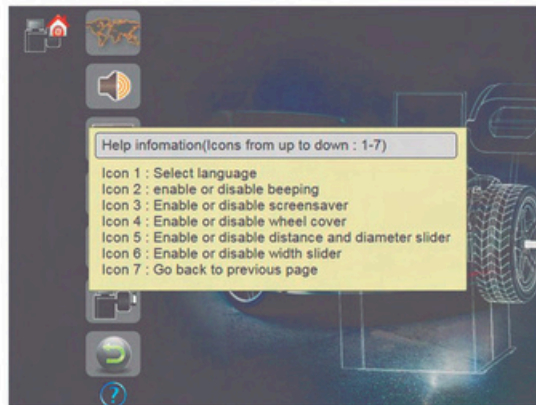 Help infomation(Icons from up to down : 1-7)
Icon 1 : Select language
Icon 2 : enable or disable beeping
Icon 3 : Enable or disable screensaver
Icon 4 : Enable or disable wheel cover
Icon 5 : Enable or disable distance and diameter slider
Icon 6 : Enable or disable width slider
Icon 7 : Go back to previous page
?